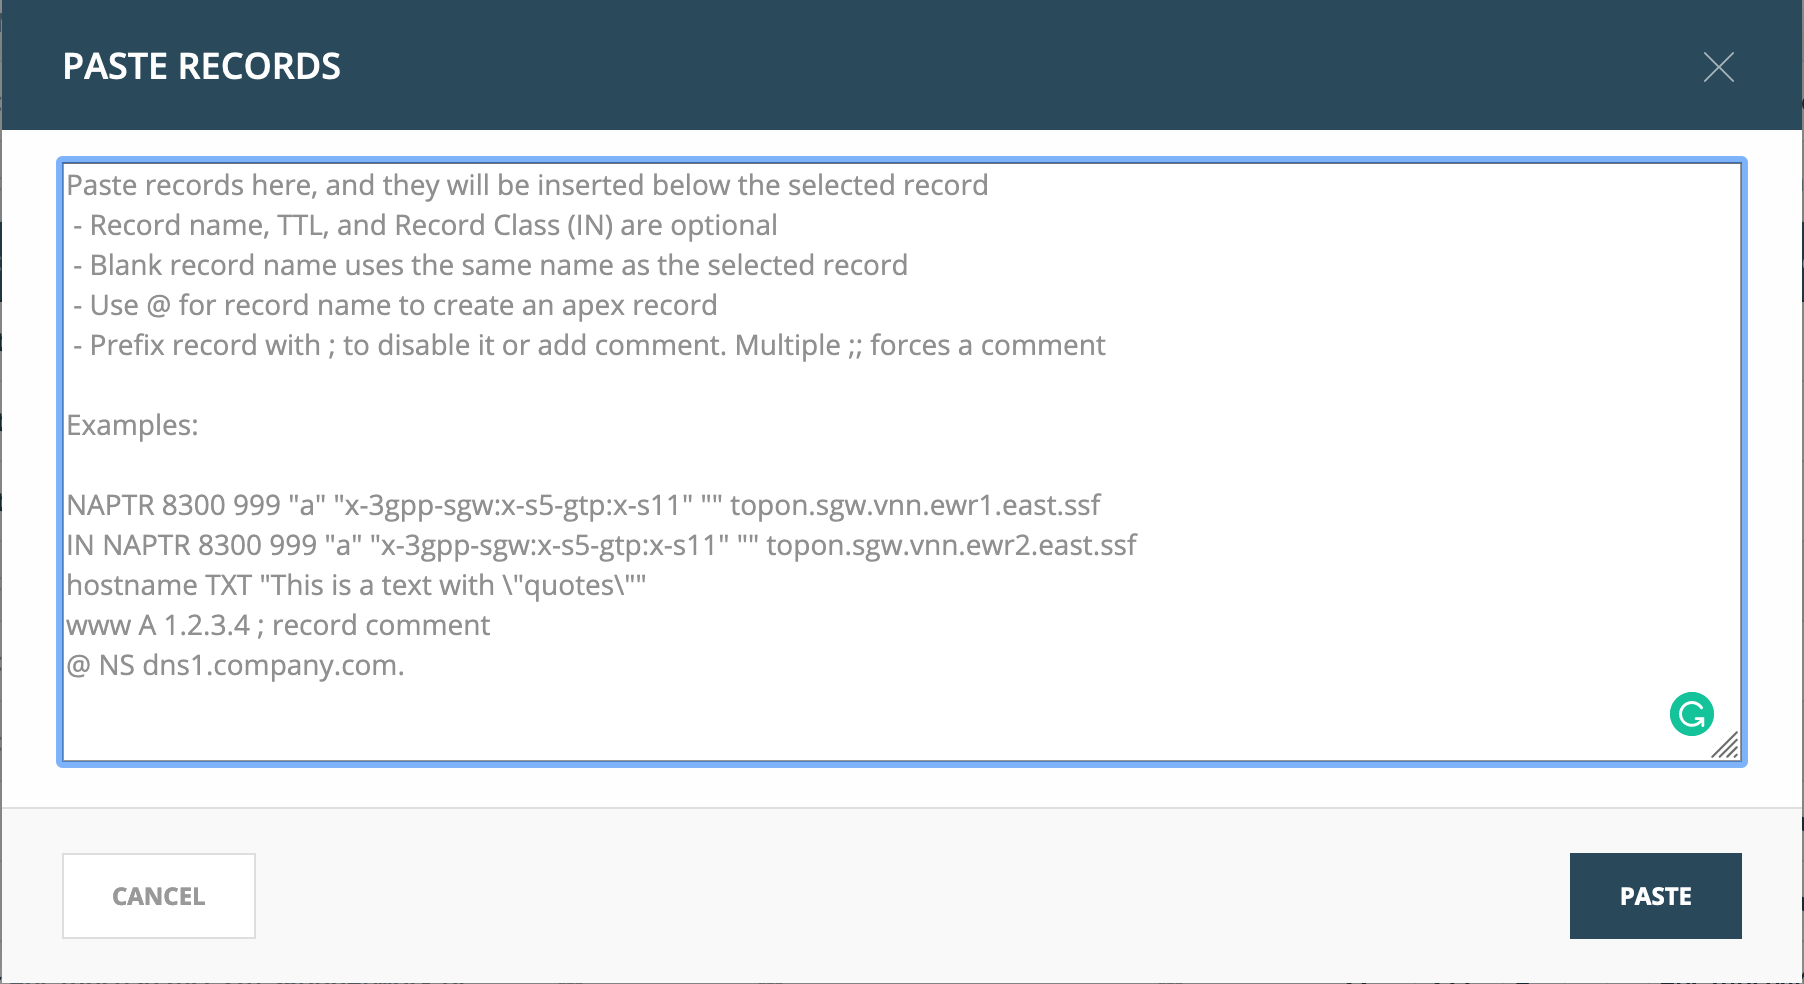 PASTE RECORDS
Paste records here, and they will be inserted below the selected record
- Record name, TTL, and Record Class (IN) are optional
- Blank record name uses the same name as the selected record
- Use @ for record name to create an apex record
- Prefix record with ; to disable it or add comment. Multiple ;; forces a comment
Examples:
NAPTR 8300 999 "a" "x-3gpp-sgw:x-s5-gtp:x-s11" "" topon.sgw.vnn.ewr1.east.ssf
IN NAPTR 8300 999 "a" "x-3gpp-sgw:x-s5-gtp:x-s11" "" topon.sgw.vnn.ewr2.east.ssf
hostname TXT "This is a text with \"quotes\""
www A 1.2.3.4 ; record comment
@ NS dns1.company.com.
CANCEL
PASTE